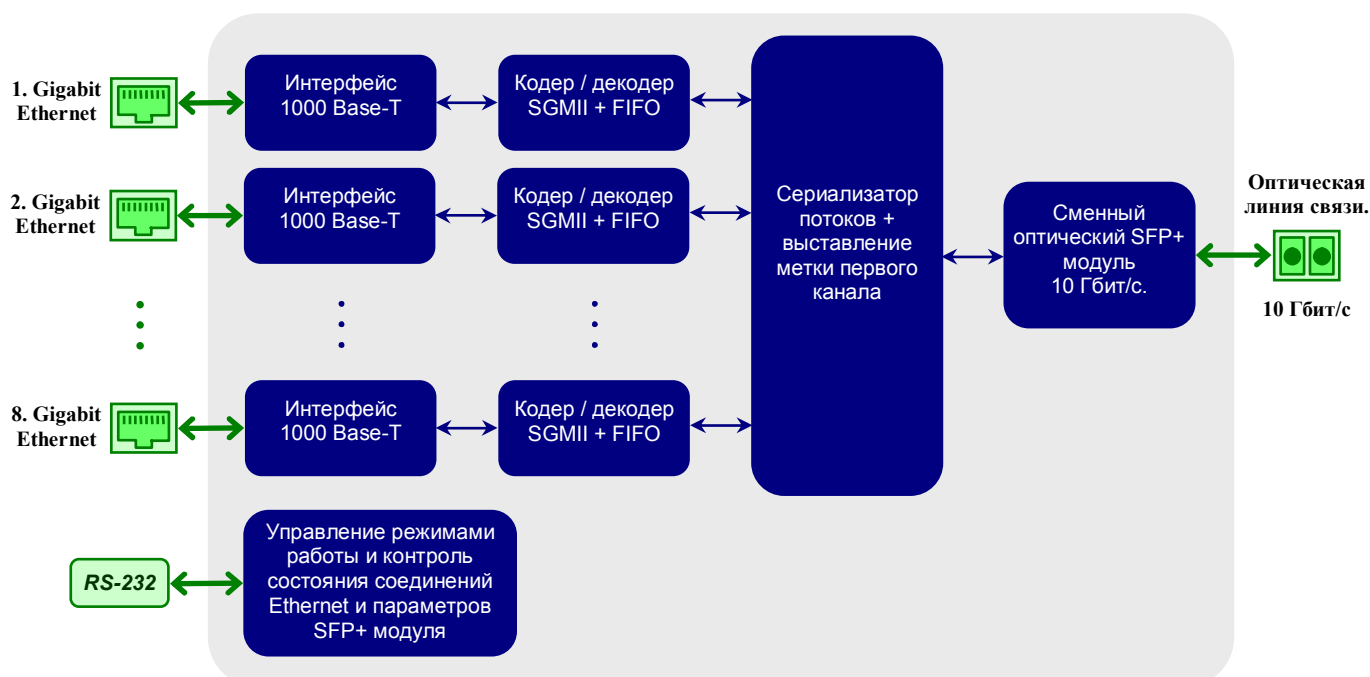 1. Gigabit
Ethernet
Интерфейс
1000 Base-T
Кодер / декодер
SGMII + FIFO
2. Gigabit
Ethernet
Интерфейс
1000 Base-T
Кодер / декодер
SGMII + FIFO
8. Gigabit
Ethernet
Интерфейс
1000 Base-T
Кодер / декодер
SGMII + FIFO
Сериализатор
потоков +
выставление
метки первого
канала
Сменный
оптический SFP+
модуль
10 Гбит/с.
Оптическая
линия связи.
10 Гбит/с
RS-232
Управление режимами
работы и контроль
состояния соединений
Ethernet и параметров
SFP+ модуля